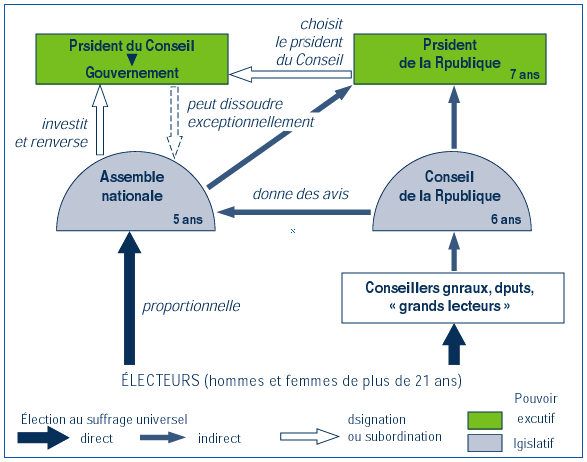 choisit
le prsident
du Conseil
Prsident du Conseil
Gouvernement
Prsident
de la Rpublique
7 ans
investit
et renverse
peut dissoudre
exceptionnellement
Assemble
nationale
5 ans
donne des avis
Conseil
de la Rpublique
6 ans
proportionnelle
Conseillers gnraux, dputs,
« grands lecteurs »
ÉLECTEURS (hommes et femmes de plus de 21 ans)
Élection au suffrage universel
direct
indirect
dsignation
ou subordination
Pouvoir
excutif
lgislatif